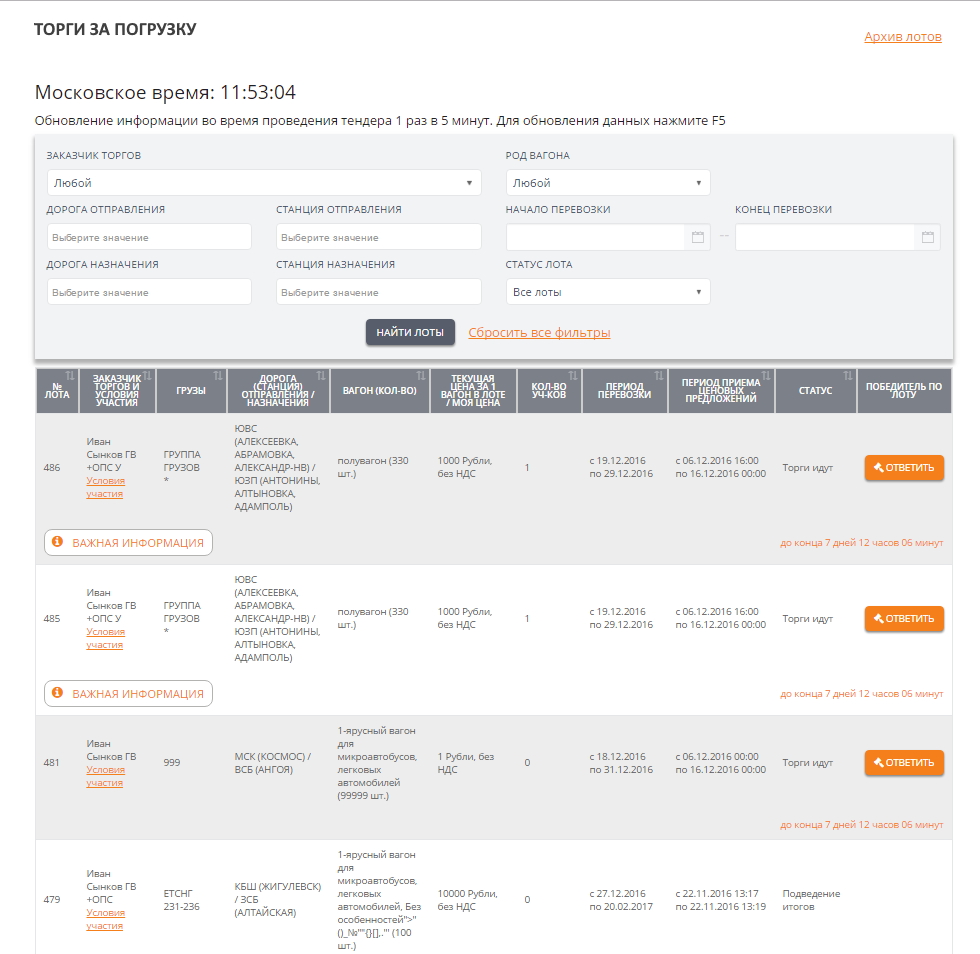 ТОРГИ ЗА ПОГРУЗКУ
Архив лотов
Московское время: 11:53:04
Обновление информации во время проведения тендера 1 раз в 5 минут. Для обновления данных нажмите F5
ЗАКАЗЧИК ТОРГОВ
РОД ВАГОНА
Любой
Любой
ДОРОГА ОТПРАВЛЕНИЯ
СТАНЦИЯ ОТПРАВЛЕНИЯ
НАЧАЛО ПЕРЕВОЗКИ
КОНЕЦ ПЕРЕВОЗКИ
Выберите значение
Выберите значение
—
ДОРОГА НАЗНАЧЕНИЯ
СТАНЦИЯ НАЗНАЧЕНИЯ
СТАТУС ЛОТА
Выберите значение
Выберите значение
Все лоты
НАЙТИ ЛОТЫ
Сбросить все фильтры
№
ЛОТА
ЗАКАЗЧИК
ТОРГОВ И
УСЛОВИЯ
УЧАСТИЯ
ГРУЗЫ
ДОРОГА
(СТАНЦИЯ)
ОТПРАВЛЕНИЯ /
НАЗНАЧЕНИЯ
ВАГОН (КОЛ-ВО)
ТЕКУЩАЯ
ЦЕНА ЗА 1
ВАГОН В ЛОТЕ
/ МОЯ ЦЕНА
КОЛ-ВО
УЧ-КОВ
ПЕРИОД
ПЕРЕВОЗКИ
ПЕРИОД ПРИЕМА
ЦЕНОВЫХ
ПРЕДЛОЖЕНИЙ
СТАТУС
ПОБЕДИТЕЛЬ ПО
ЛОТУ
486
Иван
Сынков ГВ
+ОПС У
Условия
участия
ГРУППА
ГРУЗОВ
*
ЮВС
(АЛЕКСЕЕВКА,
АБРАМОВКА,
АЛЕКСАНДР-НВ) /
ЮЗП (АНТОНИНЫ,
АЛТЫНОВКА,
АДАМПОЛЬ)
полувагон (330
шт.)
1000 Рубли,
без НДС
1
с 19.12.2016
по 29.12.2016
с 06.12.2016 16:00
по 16.12.2016 00:00
Торги идут
ОТВЕТИТЬ
ВАЖНАЯ ИНФОРМАЦИЯ
до конца 7 дней 12 часов 06 минут
485
Иван
Сынков ГВ
+ОПС У
Условия
участия
ГРУППА
ГРУЗОВ
*
ЮВС
(АЛЕКСЕЕВКА,
АБРАМОВКА,
АЛЕКСАНДР-НВ) /
ЮЗП (АНТОНИНЫ,
АЛТЫНОВКА,
АДАМПОЛЬ)
полувагон (330
шт.)
1000 Рубли,
без НДС
1
с 19.12.2016
по 29.12.2016
с 06.12.2016 16:00
по 16.12.2016 00:00
Торги идут
ОТВЕТИТЬ
ВАЖНАЯ ИНФОРМАЦИЯ
до конца 7 дней 12 часов 06 минут
481
Иван
Сынков ГВ
Условия
участия
999
МСК (КОСМОС) /
ВСБ (АНГОЯ)
1-ярусный вагон
для
микроавтобусов,
легковых
автомобилей
(99999 шт.)
1 Рубли, без
НДС
0
с 18.12.2016
по 31.12.2016
с 06.12.2016 00:00
по 16.12.2016 00:00
Торги идут
ОТВЕТИТЬ
до конца 7 дней 12 часов 06 минут
479
Иван
Сынков ГВ
+ОПС
Условия
участия
ЕТСНГ
231-236
КБШ (ЖИГУЛЕВСК)
/ ЗСБ
(АЛТАЙСКАЯ)
1-ярусный вагон
для
микроавтобусов,
легковых
автомобилей, Без
особенностей">"
()_№""{}[],."' (100
шт.)
10000 Рубли,
без НДС
0
с 27.12.2016
по 20.02.2017
с 22.11.2016 13:17
по 22.11.2016 13:19
Подведение
итогов